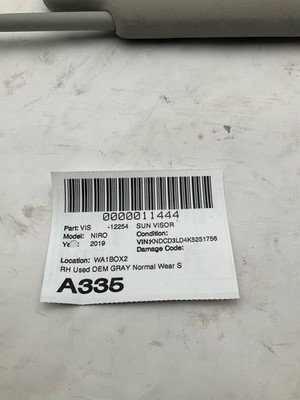 0000011444
Part: VIS -12254 SUN VISOR
Model: NIRO Condition:
2019 VIN:KNDCD3LD4K5251756
Damage Code:
Location: WA1BOX2
RH Used OEM GRAY Normal Wear S
A335